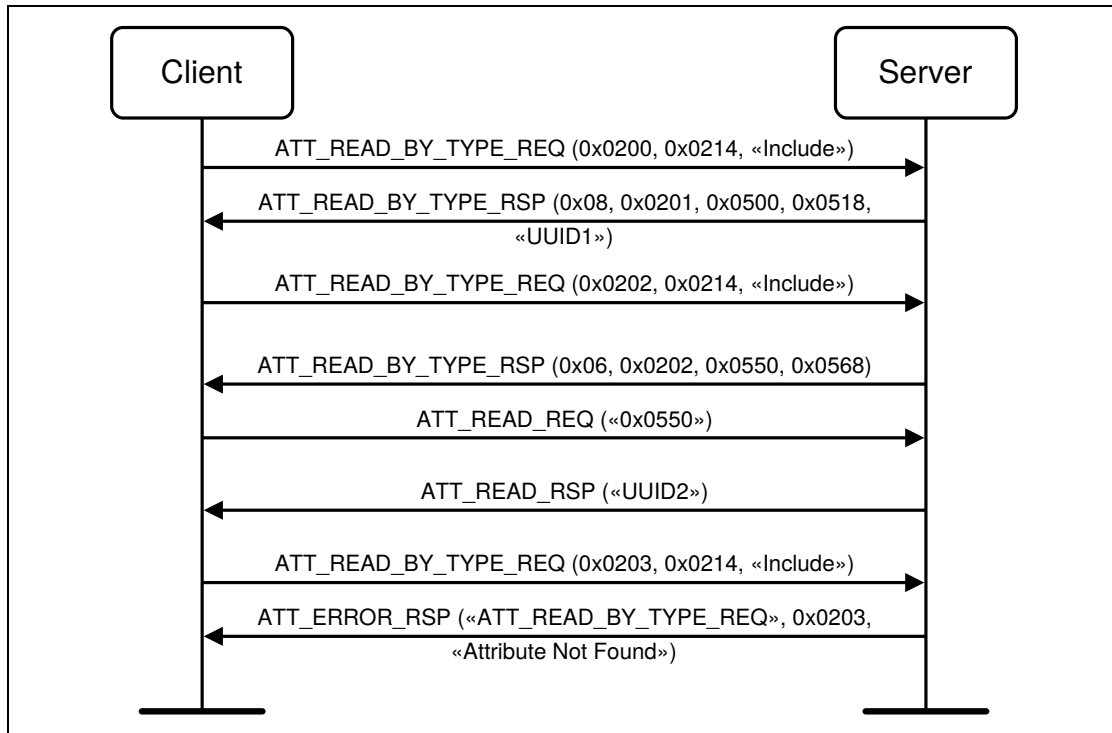 Client
Server
ATT_READ_BY_TYPE_REQ (0x0200, 0x0214, «Include»)
ATT_READ_BY_TYPE_RSP (0x08, 0x0201, 0x0500, 0x0518,
«UUID1»)
ATT_READ_BY_TYPE_REQ (0x0202, 0x0214, «Include»)
ATT_READ_BY_TYPE_RSP (0x06, 0x0202, 0x0550, 0x0568)
ATT_READ_REQ («0x0550»)
ATT_READ_RSP («UUID2»)
ATT_READ_BY_TYPE_REQ (0x0203, 0x0214, «Include»)
ATT_ERROR_RSP («ATT_READ_BY_TYPE_REQ», 0x0203,
«Attribute Not Found»)